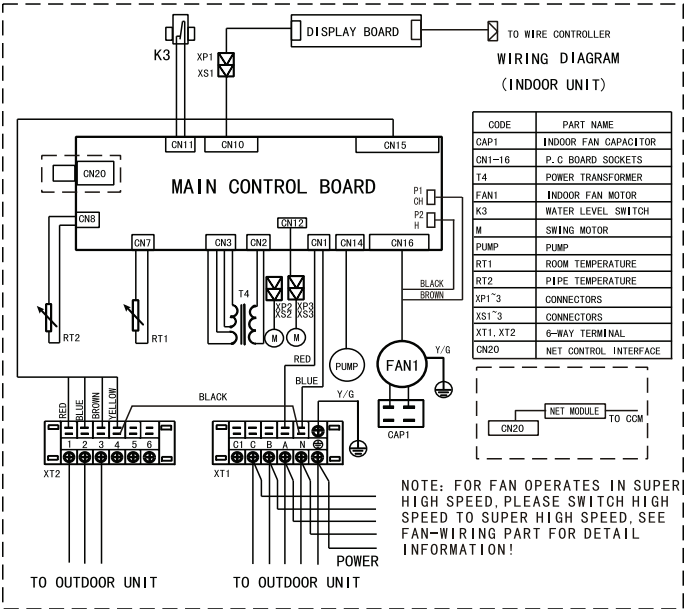 K3
XP1
XS1
DISPLAY BOARD
TO WIRE CONTROLLER
WIRING DIAGRAM
(INDOOR UNIT)
CODE PART NAME
CAP1 INDOOR FAN CAPACITOR
CN1-16 P.C BOARD SOCKETS
T4 POWER TRANSFORMER
FAN1 INDOOR FAN MOTOR
K3 WATER LEVEL SWITCH
M SWING MOTOR
PUMP PUMP
RT1 ROOM TEMPERATURE
RT2 PIPE TEMPERATURE
XP1~3 CONNECTORS
XS1~3 CONNECTORS
XT1, XT2 6-WAY TERMINAL
CN20 NET CONTROL INTERFACE
CN11
CN10
CN15
CN20
MAIN CONTROL BOARD
P1
CH
P2
H
CN8
CN12
CN7
CN3
CN2
CN1
CN14
CN16
BLACK
BROWN
T4
XP2
XS2
XP3
XS3
M
M
RT2
RT1
RED
BLUE
PUMP
FAN1
Y/G
CAP1
Y/G
RED
BLUE
BROWN
YELLOW
BLACK
1 2 3 4 5 6
XT2
C1 C B A N
XT1
NET MODULE
CN20
TO CCM
NOTE: FOR FAN OPERATES IN SUPER
HIGH SPEED, PLEASE SWITCH HIGH
SPEED TO SUPER HIGH SPEED, SEE
FAN-WIRING PART FOR DETAIL
INFORMATION!
POWER
TO OUTDOOR UNIT
TO OUTDOOR UNIT